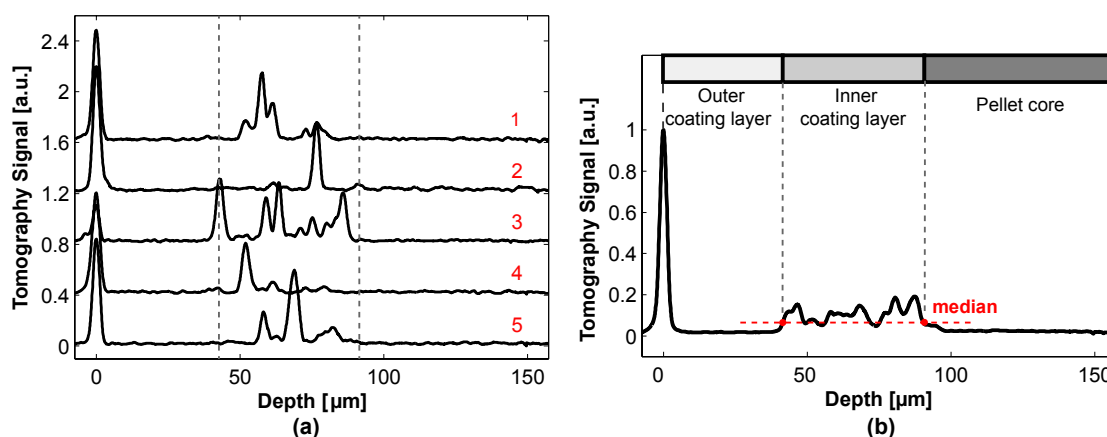 Tomography Signal [a.u.]
2.4
2
1.6
1.2
0.8
0.4
0
1
2
3
4
5
0
50
100
150
Depth [µm]
(a)
Outer
coating layer
Inner
coating layer
Pellet core
Tomography Signal [a.u.]
1
0.8
0.6
0.4
0.2
0
median
0
50
100
150
Depth [µm]
(b)